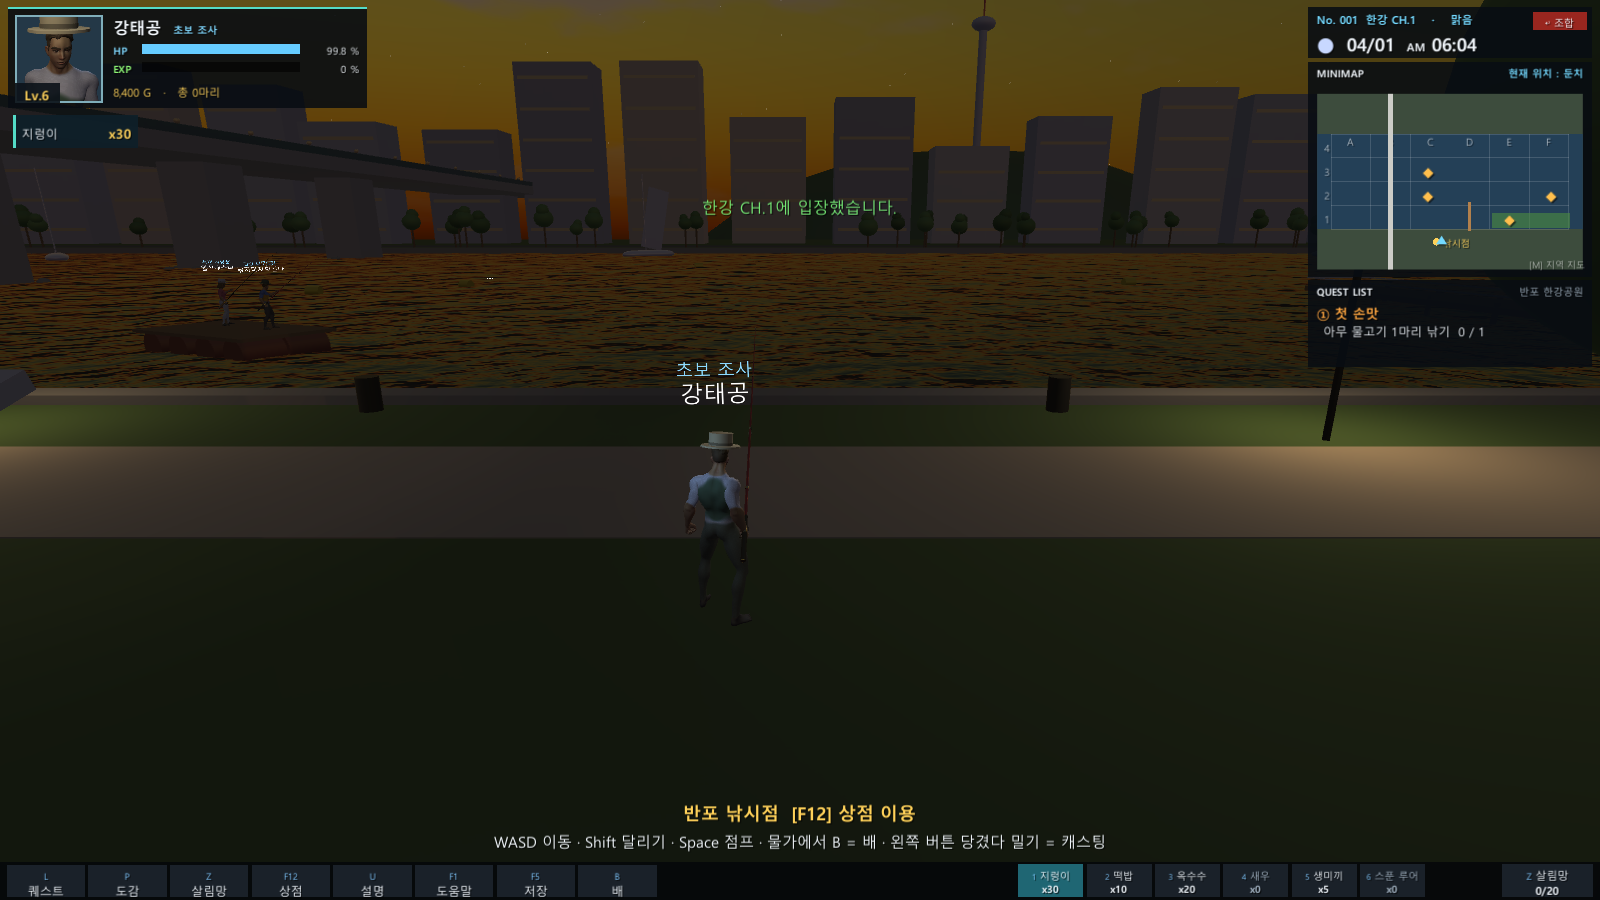 강태공 초보 조사
HP 99.8 %
EXP 0 %
Lv.6
8,400 G · 총 0마리
지렁이 x30
No. 001 한강 CH.1 · 맑음
조합
04/01 AM 06:04
MINIMAP 현재 위치 : 둔치
A C D E F
4
3
2
1
낚시점
[M] 지역 지도
QUEST LIST 반포 한강공원
① 첫 손맛
아무 물고기 1마리 낚기 0 / 1
한강 CH.1에 입장했습니다.
초보 조사
강태공
반포 낚시점 [F12] 상점 이용
WASD 이동 · Shift 달리기 · Space 점프 · 물가에서 B = 배 · 왼쪽 버튼 당겼다 밀기 = 캐스팅
L 퀘스트
P 도감
Z 살림망
F12 상점
U 설명
F1 도움말
F5 저장
B 배
1 지렁이 x30
2 떡밥 x10
3 옥수수 x20
4 새우 x0
5 생미끼 x5
6 스푼 루어 x0
Z 살림망 0/20